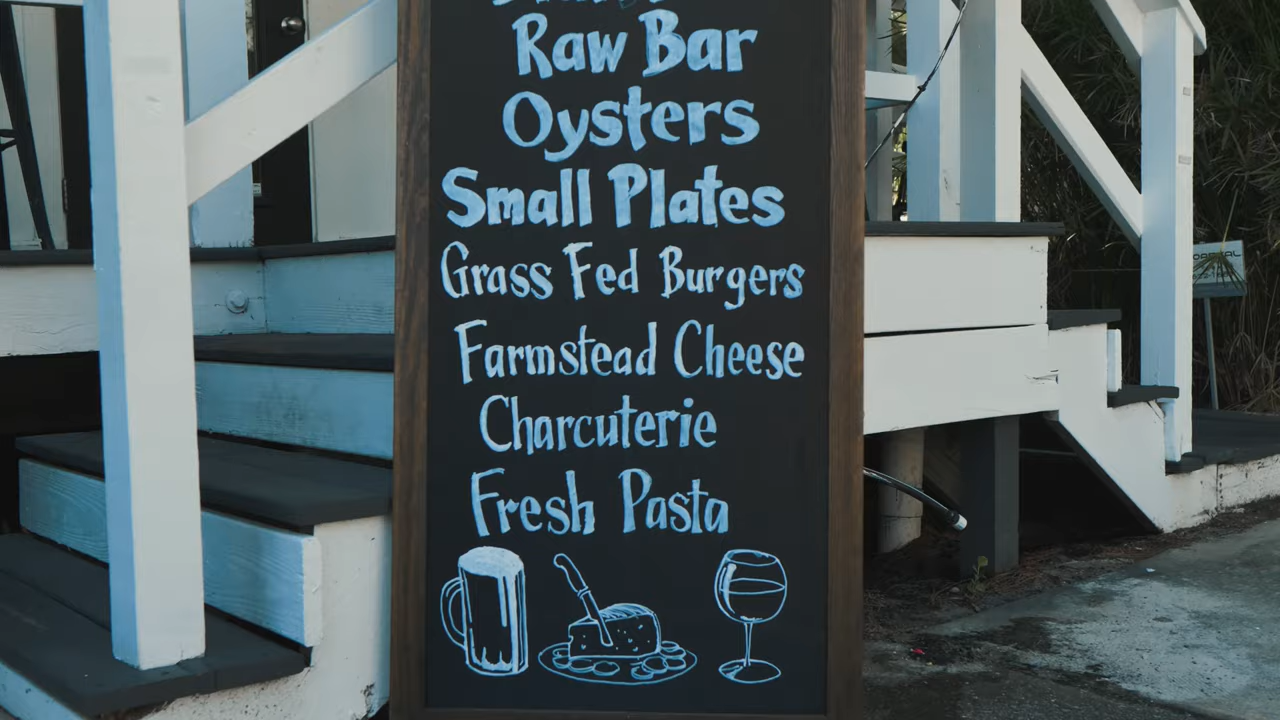 Raw Bar
Oysters
Small Plates
Grass Fed Burgers
Farmstead Cheese
Charcuterie
Fresh Pasta